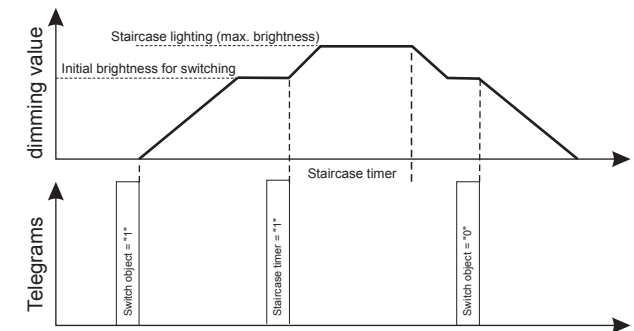 Staircase lighting (max. brightness)
Initial brightness for switching
dimming value
Staircase timer
Telegrams
Switch object = "1"
Staircase timer = "1"
Switch object = "0"